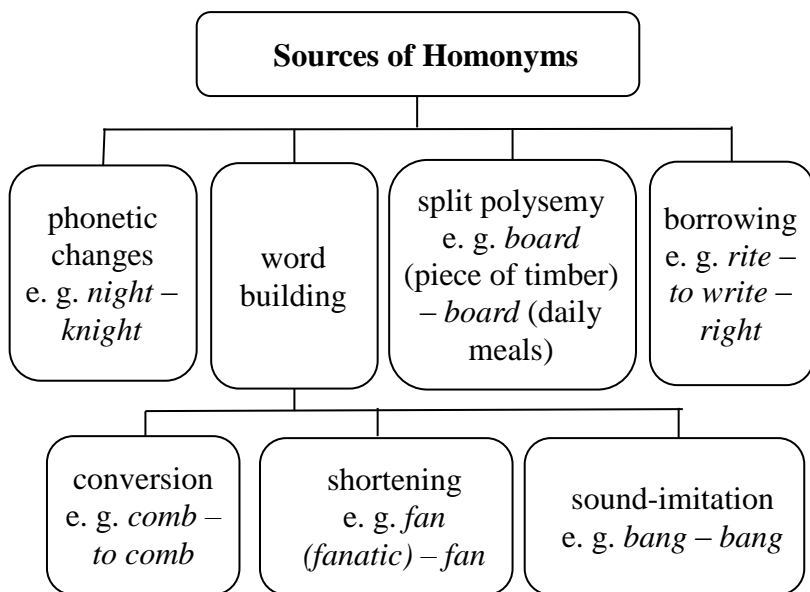 Sources of Homonyms
phonetic
changes
e. g. night –
knight
word
building
split polysemy
e. g. board
(piece of timber)
– board (daily
meals)
borrowing
e. g. rite –
to write –
right
conversion
e. g. comb –
to comb
shortening
e. g. fan
(fanatic) – fan
sound-imitation
e. g. bang – bang